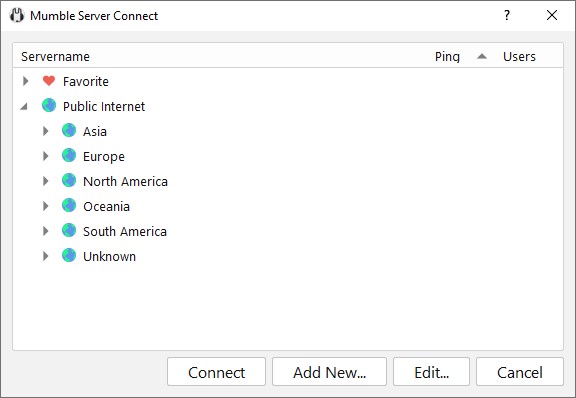 Mumble Server Connect ?
Servername Ping Users
Favorite
Public Internet
Asia
Europe
North America
Oceania
South America
Unknown
Connect Add New... Edit... Cancel